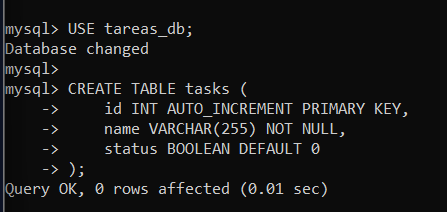 mysql> USE tareas_db;
Database changed
mysql>
mysql> CREATE TABLE tasks (
    ->     id INT AUTO_INCREMENT PRIMARY KEY,
    ->     name VARCHAR(255) NOT NULL,
    ->     status BOOLEAN DEFAULT 0
    -> );
Query OK, 0 rows affected (0.01 sec)